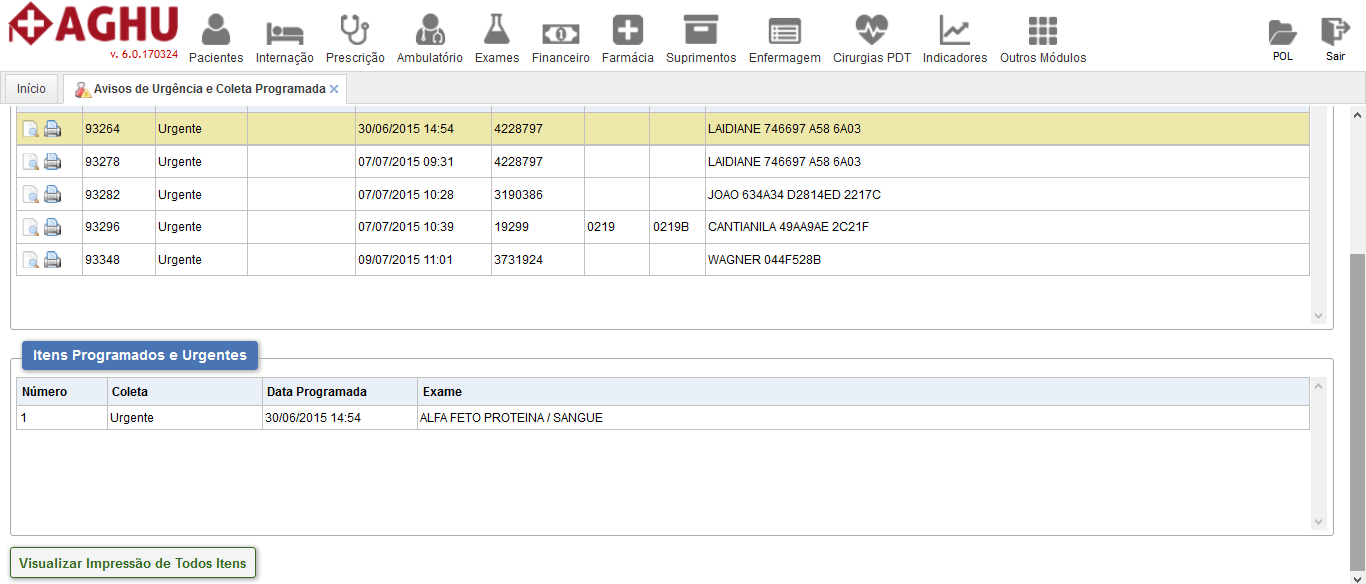 AGHU
v. 6.0.170324
Pacientes Internação Prescrição Ambulatório Exames Financeiro Farmácia Suprimentos Enfermagem Cirurgias PDT Indicadores Outros Módulos POL Sair
Início Avisos de Urgência e Coleta Programada
93264 Urgente 30/06/2015 14:54 4228797 LAIDIANE 746697 A58 6A03
93278 Urgente 07/07/2015 09:31 4228797 LAIDIANE 746697 A58 6A03
93282 Urgente 07/07/2015 10:28 3190386 JOAO 634A34 D2814ED 2217C
93296 Urgente 07/07/2015 10:39 19299 0219 0219B CANTIANILA 49AA9AE 2C21F
93348 Urgente 09/07/2015 11:01 3731924 WAGNER 044F528B
Itens Programados e Urgentes
Número Coleta Data Programada Exame
1 Urgente 30/06/2015 14:54 ALFA FETO PROTEINA / SANGUE
Visualizar Impressão de Todos Itens